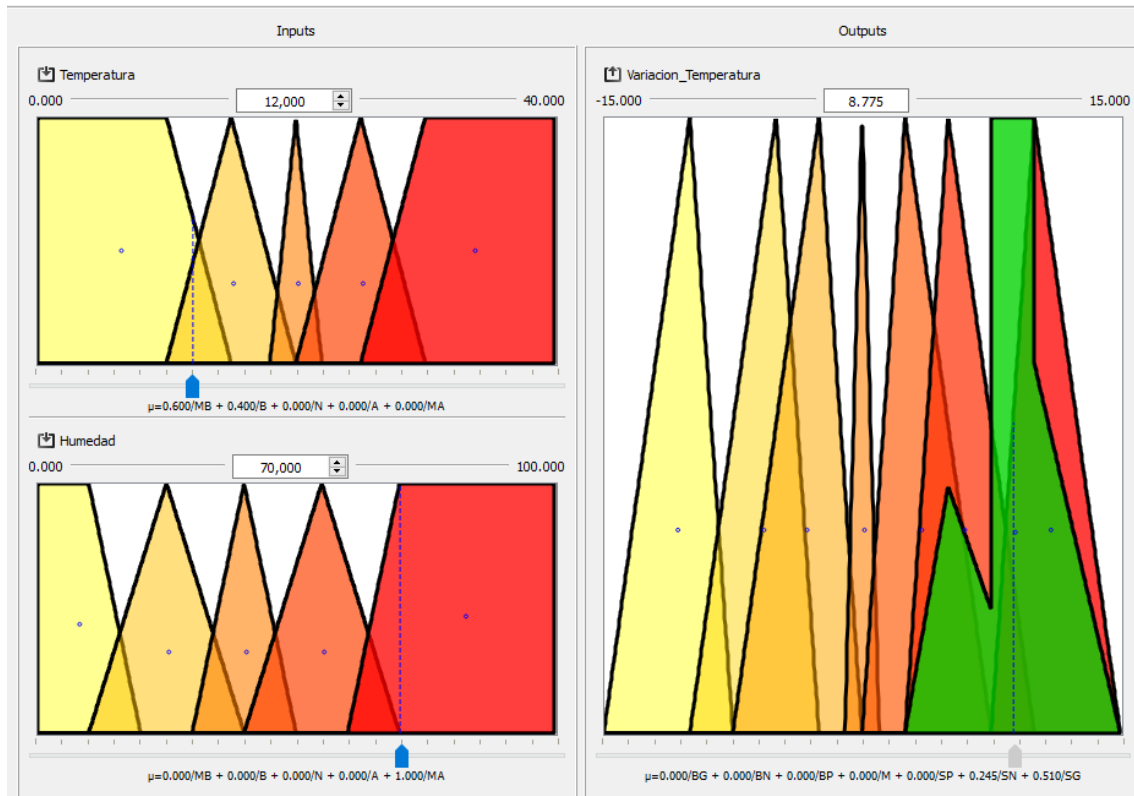 Inputs
Temperatura
0.000 12,000 40.000
μ=0.600/MB + 0.400/B + 0.000/N + 0.000/A + 0.000/MA
Humedad
0.000 70,000 100.000
μ=0.000/MB + 0.000/B + 0.000/N + 0.000/A + 1.000/MA
Outputs
Variacion_Temperatura
-15.000 8.775 15.000
μ=0.000/BG + 0.000/BN + 0.000/BP + 0.000/M + 0.000/SP + 0.245/SN + 0.510/SG